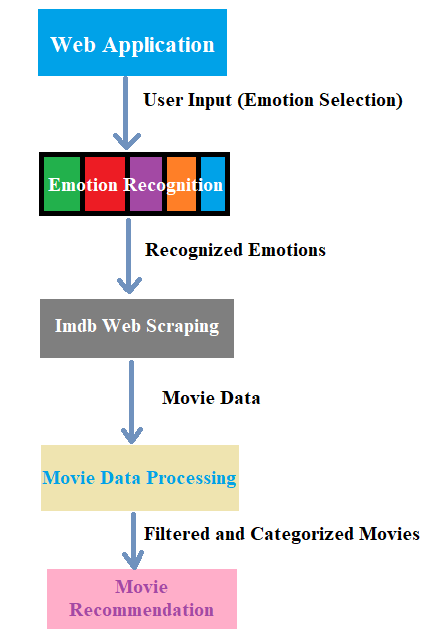 Web Application
User Input (Emotion Selection)
Emotion Recognition
Recognized Emotions
Imdb Web Scraping
Movie Data
Movie Data Processing
Filtered and Categorized Movies
Movie
Recommendation